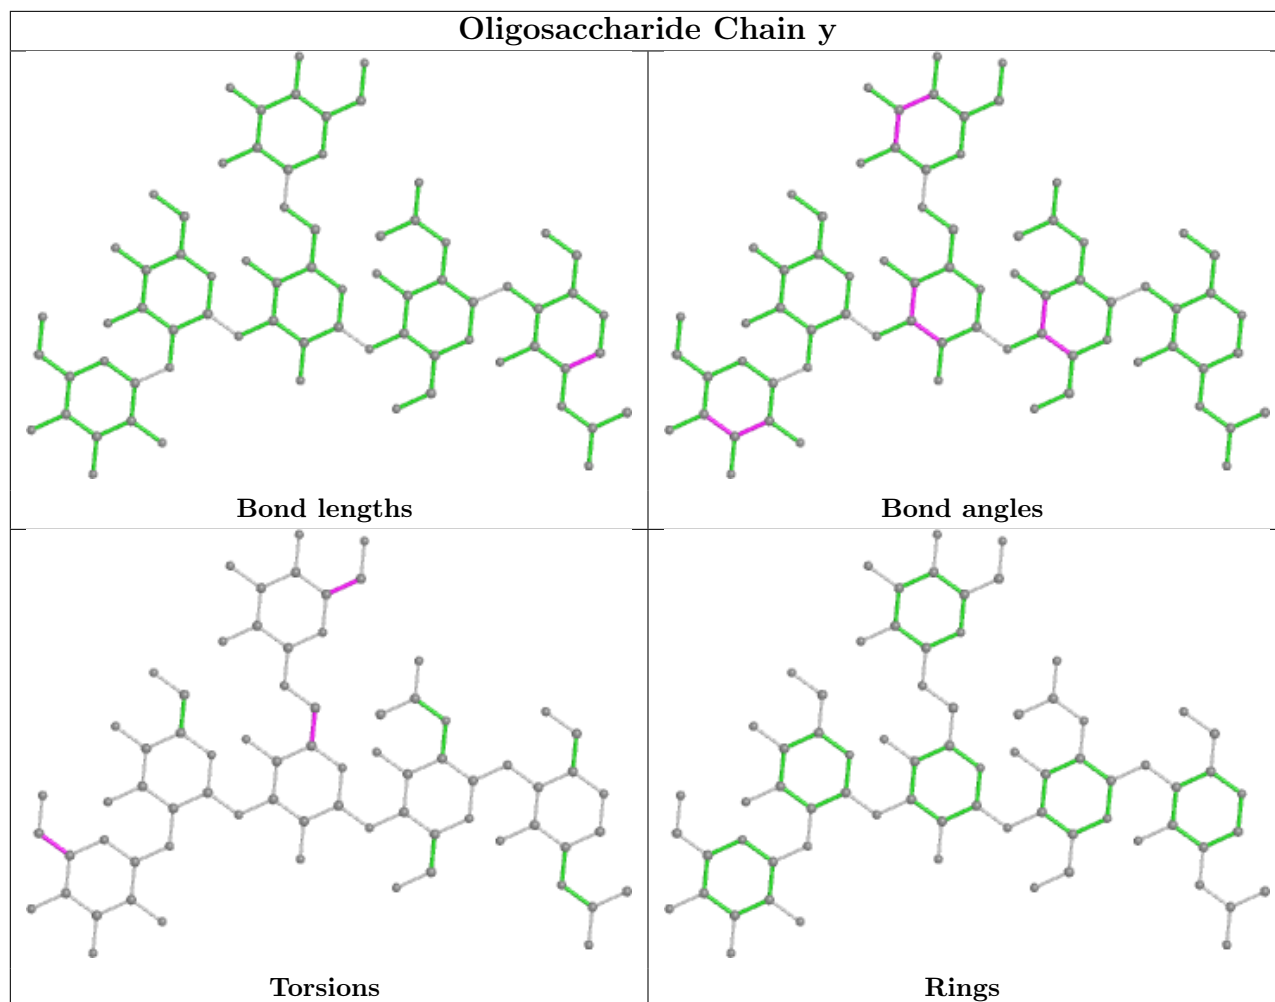 Oligosaccharide Chain y
Bond lengths
Bond angles
Torsions
Rings